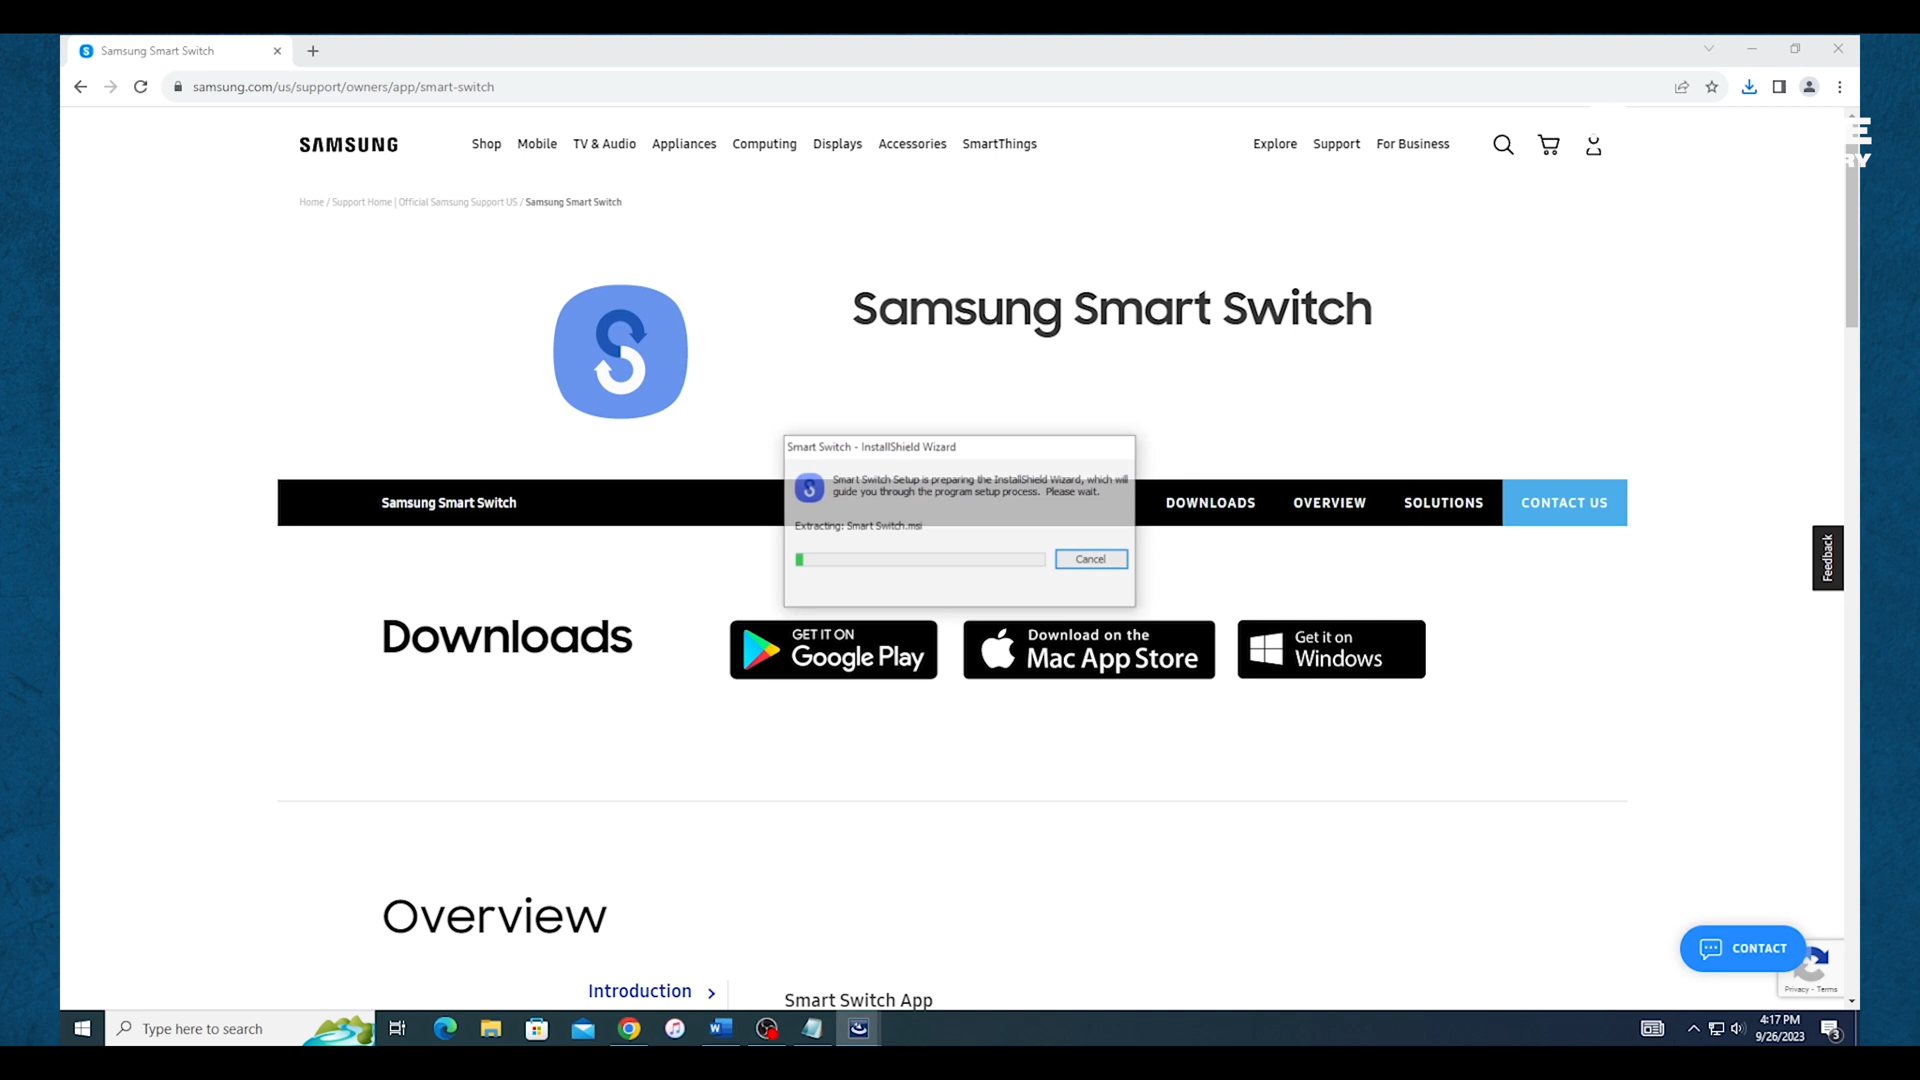 Samsung Smart Switch
samsung.com/us/support/owners/app/smart-switch
E
RY
SAMSUNG
Shop Mobile TV & Audio Appliances Computing Displays Accessories SmartThings Explore Support For Business
Home / Support Home | Official Samsung Support US / Samsung Smart Switch
Samsung Smart Switch
Smart Switch - InstallShield Wizard
Smart Switch Setup is preparing the InstallShield Wizard, which will
guide you through the program setup process. Please wait.
Extracting: Smart Switch.msi
Cancel
Samsung Smart Switch
DOWNLOADS OVERVIEW SOLUTIONS CONTACT US
Feedback
Downloads
GET IT ON
Google Play
Download on the
Mac App Store
Get it on
Windows
Overview
CONTACT
Privacy - Terms
Introduction
Smart Switch App
Type here to search
4:17 PM
9/26/2023
3